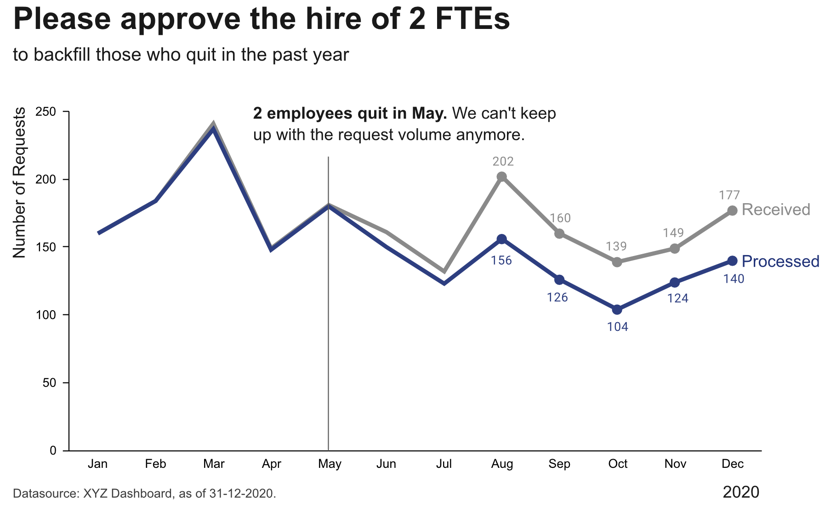 Please approve the hire of 2 FTEs
to backfill those who quit in the past year
Number of Requests
250
200
150
100
50
0
2 employees quit in May. We can't keep
up with the request volume anymore.
202
160
139
149
177
Received
156
126
104
124
140
Processed
Jan Feb Mar Apr May Jun Jul Aug Sep Oct Nov Dec
2020
Datasource: XYZ Dashboard, as of 31-12-2020.